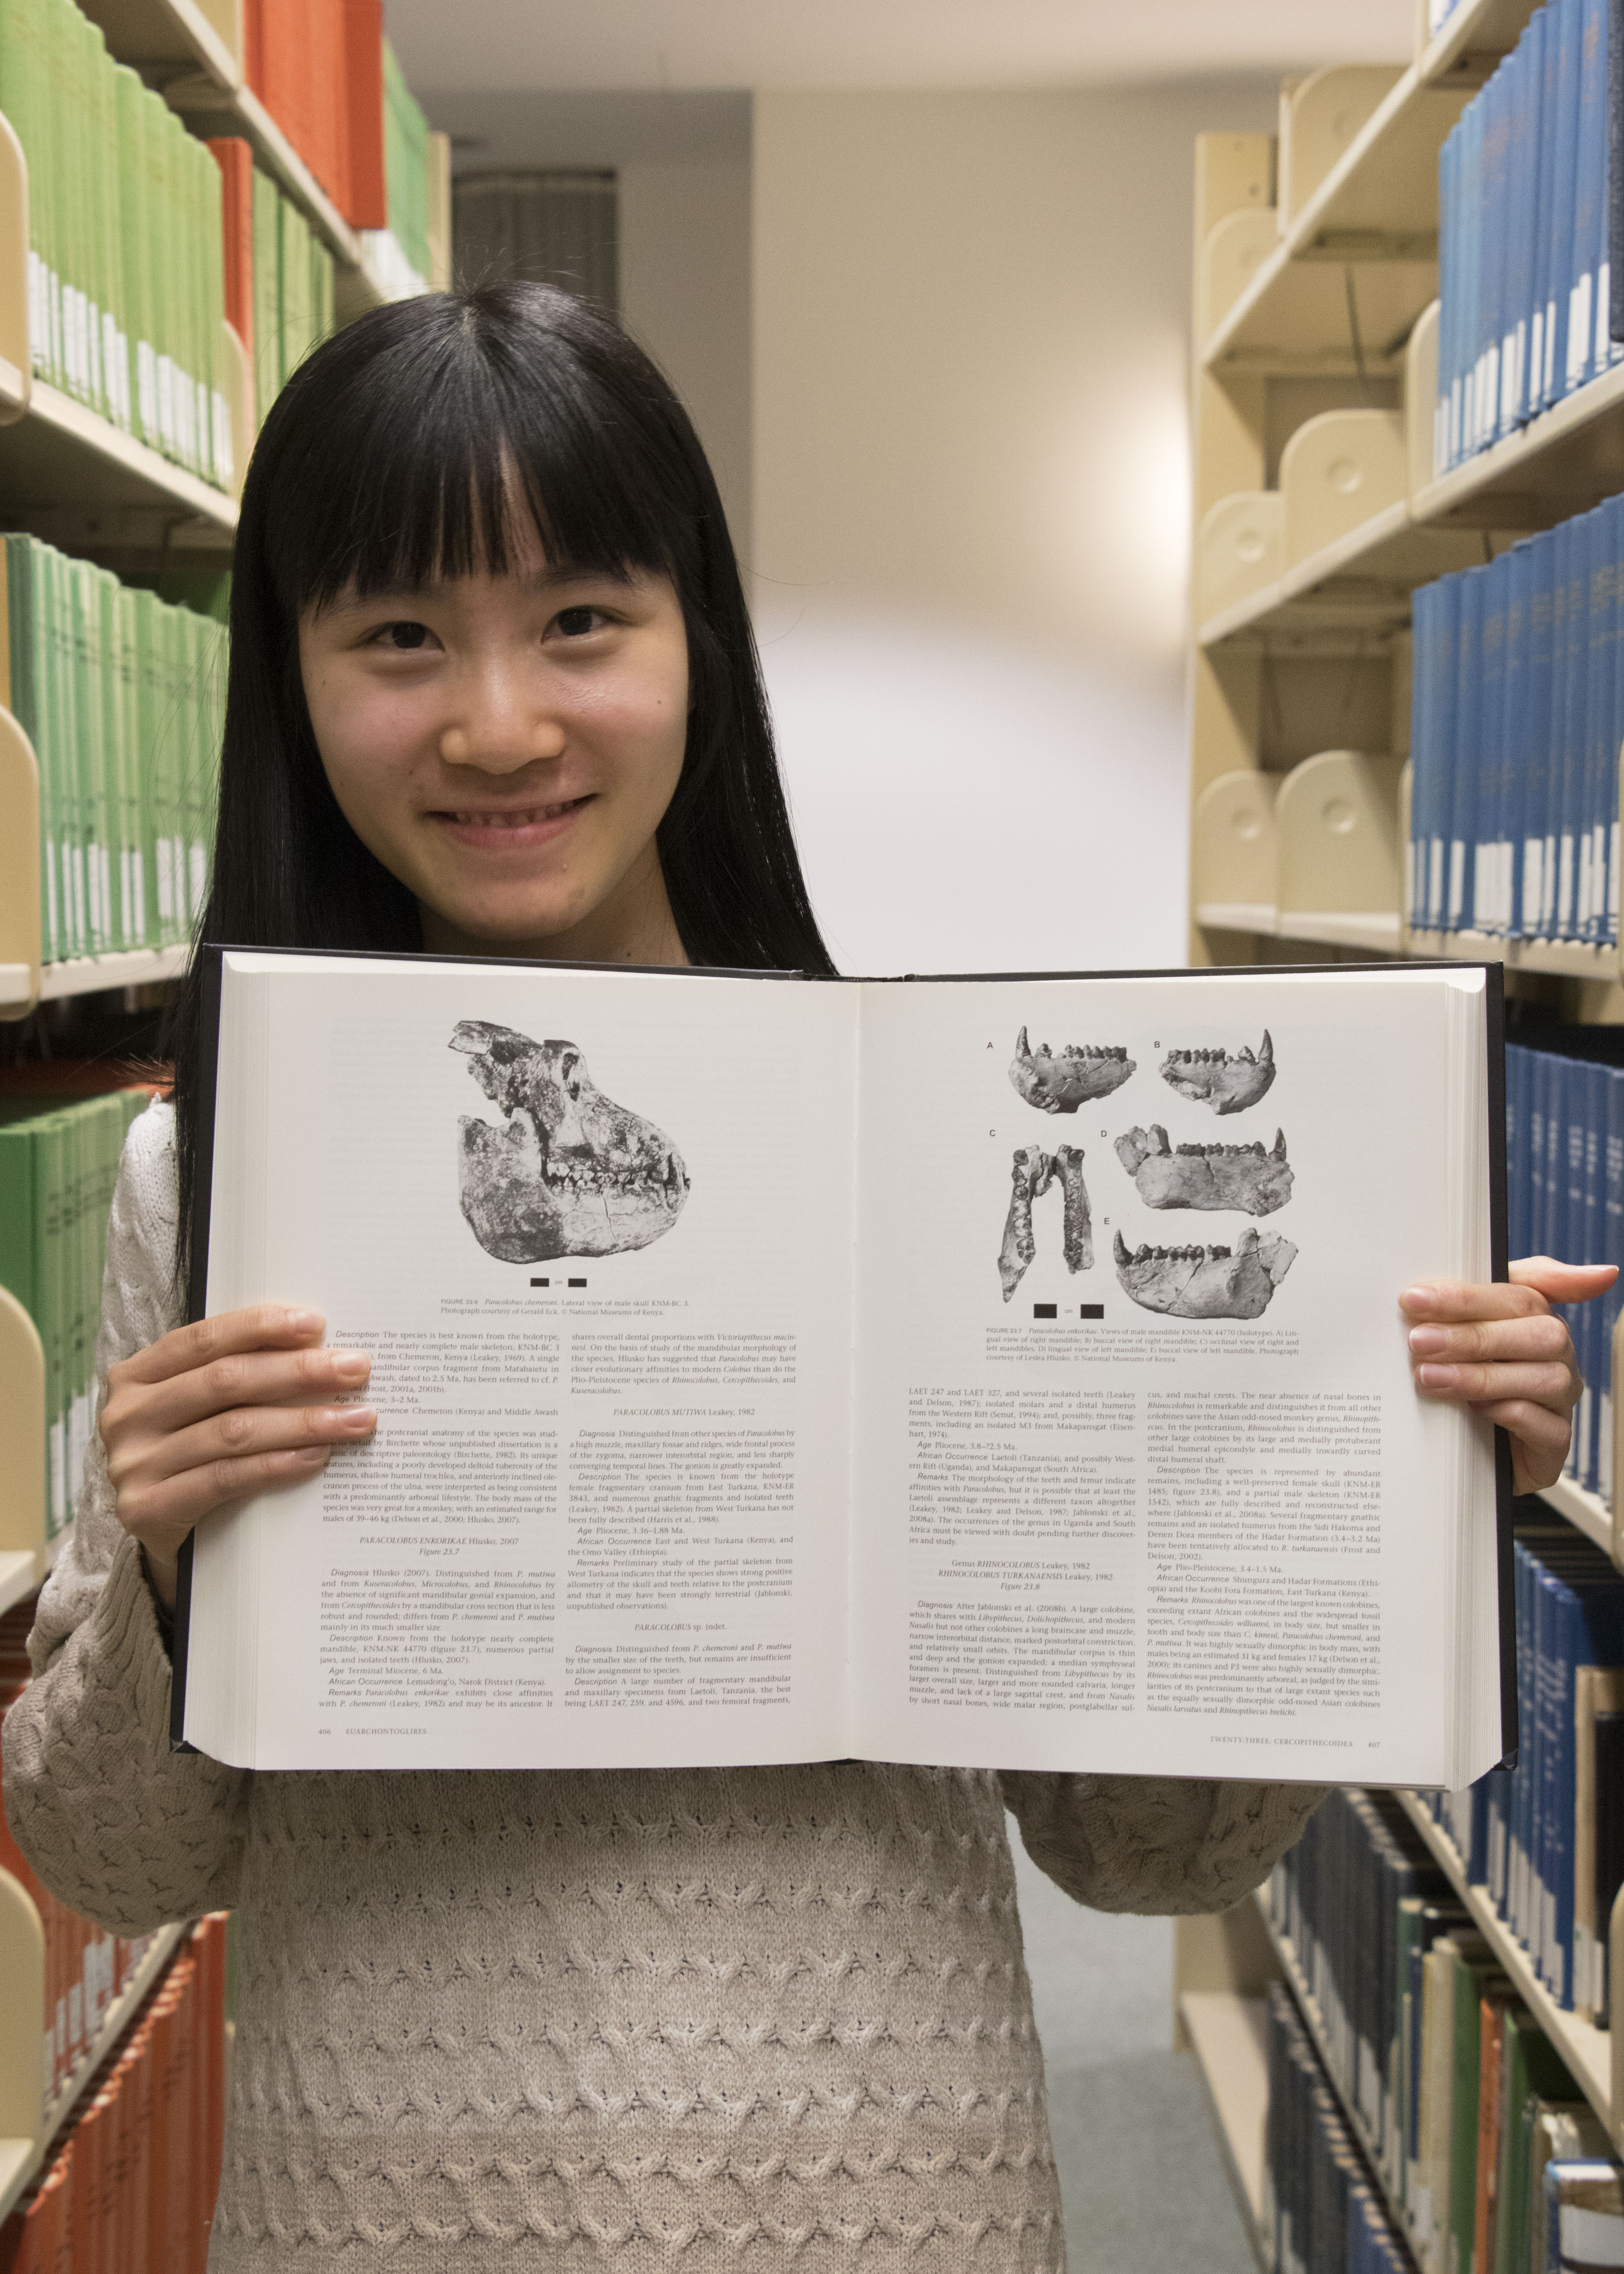 FIGURE 23.6 Paracolobus chemeroni. Lateral view of male skull KNM-BC 3.
Photograph courtesy of Gerald Eck. © National Museums of Kenya.
Description The species is best known from the holotype,
a remarkable and nearly complete male skeleton, KNM-BC 3
), from Chemeron, Kenya (Leakey, 1969). A single
andibular corpus fragment from Matabaietu in
Awash, dated to 2.5 Ma, has been referred to cf. P.
(Frost, 2001a, 2001b).
Age Pliocene, 3–2 Ma.
currence Chemeron (Kenya) and Middle Awash
he postcranial anatomy of the species was stud-
detail by Birchette whose unpublished dissertation is a
of descriptive paleontology (Birchette, 1982). Its unique
features, including a poorly developed deltoid tuberosity of the
humerus, shallow humeral trochlea, and anteriorly inclined ole-
cranon process of the ulna, were interpreted as being consistent
with a predominantly arboreal lifestyle. The body mass of the
species was very great for a monkey, with an estimated range for
males of 39–46 kg (Delson et al., 2000; Hlusko, 2007).
PARACOLOBUS ENKORIKAE Hlusko, 2007
Figure 23.7
Diagnosis Hlusko (2007). Distinguished from P. mutiwa
and from Kuseracolobus, Microcolobus, and Rhinocolobus by
the absence of significant mandibular gonial expansion, and
from Cercopithecoides by a mandibular cross section that is less
robust and rounded; differs from P. chemeroni and P. mutiwa
mainly in its much smaller size.
Description Known from the holotype nearly complete
mandible, KNM-NK 44770 (figure 23.7), numerous partial
jaws, and isolated teeth (Hlusko, 2007).
Age Terminal Miocene, 6 Ma.
African Occurrence Lemudong'o, Narok District (Kenya).
Remarks Paracolobus enkorikae exhibits close affinities
with P. chemeroni (Leakey, 1982) and may be its ancestor. It
shares overall dental proportions with Victoriapithecus macin-
nesi. On the basis of study of the mandibular morphology of
the species, Hlusko has suggested that Paracolobus may have
closer evolutionary affinities to modern Colobus than do the
Plio-Pleistocene species of Rhinocolobus, Cercopithecoides, and
Kuseracolobus.
PARACOLOBUS MUTIWA Leakey, 1982
Diagnosis Distinguished from other species of Paracolobus by
a high muzzle, maxillary fossae and ridges, wide frontal process
of the zygoma, narrower interorbital region, and less sharply
converging temporal lines. The gonion is greatly expanded.
Description The species is known from the holotype
female fragmentary cranium from East Turkana, KNM-ER
3843, and numerous gnathic fragments and isolated teeth
(Leakey, 1982). A partial skeleton from West Turkana has not
been fully described (Harris et al., 1988).
Age Pliocene, 3.36–1.88 Ma.
African Occurrence East and West Turkana (Kenya), and
the Omo Valley (Ethiopia).
Remarks Preliminary study of the partial skeleton from
West Turkana indicates that the species shows strong positive
allometry of the skull and teeth relative to the postcranium
and that it may have been strongly terrestrial (Jablonski,
unpublished observations).
PARACOLOBUS sp. indet.
Diagnosis Distinguished from P. chemeroni and P. mutiwa
by the smaller size of the teeth, but remains are insufficient
to allow assignment to species.
Description A large number of fragmentary mandibular
and maxillary specimens from Laetoli, Tanzania, the best
being LAET 247, 259, and 4596, and two femoral fragments,
406 EUARCHONTOGLIRES
A
B
C
D
E
cm
FIGURE 23.7 Paracolobus enkorikae. Views of male mandible KNM-NK 44770 (holotype). A) Lin-
gual view of right mandible; B) buccal view of right mandible; C) occlusal view of right and
left mandibles; D) lingual view of left mandible; E) buccal view of left mandible. Photograph
courtesy of Leslea Hlusko. © National Museums of Kenya.
LAET 247 and LAET 327, and several isolated teeth (Leakey
and Delson, 1987); isolated molars and a distal humerus
from the Western Rift (Senut, 1994); and, possibly, three frag-
ments, including an isolated M3 from Makapansgat (Eisen-
hart, 1974).
Age Pliocene, 3.8–?2.5 Ma.
African Occurrence Laetoli (Tanzania), and possibly West-
ern Rift (Uganda), and Makapansgat (South Africa).
Remarks The morphology of the teeth and femur indicate
affinities with Paracolobus, but it is possible that at least the
Laetoli assemblage represents a different taxon altogether
(Leakey, 1982; Leakey and Delson, 1987; Jablonski et al.,
2008a). The occurrences of the genus in Uganda and South
Africa must be viewed with doubt pending further discover-
ies and study.
Genus RHINOCOLOBUS Leakey, 1982
RHINOCOLOBUS TURKANAENSIS Leakey, 1982
Figure 23.8
Diagnosis After Jablonski et al. (2008b). A large colobine,
which shares with Libypithecus, Dolichopithecus, and modern
Nasalis but not other colobines a long braincase and muzzle,
narrow interorbital distance, marked postorbital constriction,
and relatively small orbits. The mandibular corpus is thin
and deep and the gonion expanded; a median symphyseal
foramen is present. Distinguished from Libypithecus by its
larger overall size, larger and more rounded calvaria, longer
muzzle, and lack of a large sagittal crest, and from Nasalis
by short nasal bones, wide malar region, postglabellar sul-
cus, and nuchal crests. The near absence of nasal bones in
Rhinocolobus is remarkable and distinguishes it from all other
colobines save the Asian odd-nosed monkey genus, Rhinopith-
ecus. In the postcranium, Rhinocolobus is distinguished from
other large colobines by its large and medially protuberant
medial humeral epicondyle and medially inwardly curved
distal humeral shaft.
Description The species is represented by abundant
remains, including a well-preserved female skull (KNM-ER
1485; figure 23.8), and a partial male skeleton (KNM-ER
1542), which are fully described and reconstructed else-
where (Jablonski et al., 2008a). Several fragmentary gnathic
remains and an isolated humerus from the Sidi Hakoma and
Denen Dora members of the Hadar Formation (3.4–3.2 Ma)
have been tentatively allocated to R. turkanaensis (Frost and
Delson, 2002).
Age Plio-Pleistocene, 3.4–1.5 Ma.
African Occurrence Shungura and Hadar Formations (Ethi-
opia) and the Koobi Fora Formation, East Turkana (Kenya).
Remarks Rhinocolobus was one of the largest known colobines,
exceeding extant African colobines and the widespread fossil
species, Cercopithecoides williamsi, in body size, but smaller in
tooth and body size than C. kimeui, Paracolobus chemeroni, and
P. mutiwa. It was highly sexually dimorphic in body mass, with
males being an estimated 31 kg and females 17 kg (Delson et al.,
2000); its canines and P3 were also highly sexually dimorphic.
Rhinocolobus was predominantly arboreal, as judged by the simi-
larities of its postcranium to that of large extant species such
as the equally sexually dimorphic odd-nosed Asian colobines
Nasalis larvatus and Rhinopithecus brelichi.
TWENTY-THREE: CERCOPITHECOIDEA 407